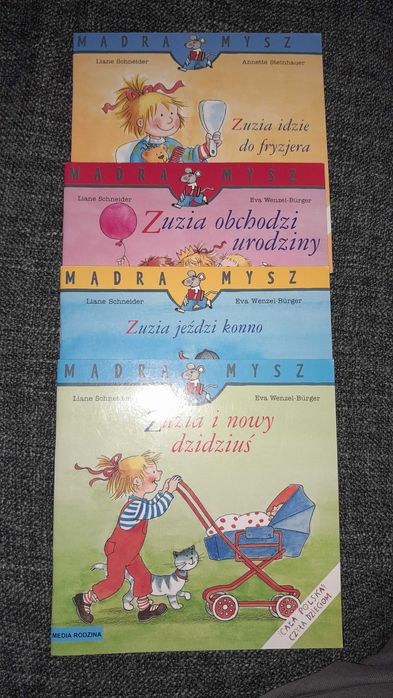 MĄDRA MYSZ
Liane Schneider Annette Steinhauer
Zuzia idzie
do fryzjera
MĄDRA MYSZ
Liane Schneider Eva Wenzel-Bürger
Zuzia obchodzi
urodziny
MĄDRA MYSZ
Liane Schneider Eva Wenzel-Bürger
Zuzia jeździ konno
MĄDRA MYSZ
Liane Schneider Eva Wenzel-Bürger
Zuzia i nowy
dzidziuś
CAŁA POLSKA
CZYTA DZIECIOM
MEDIA RODZINA